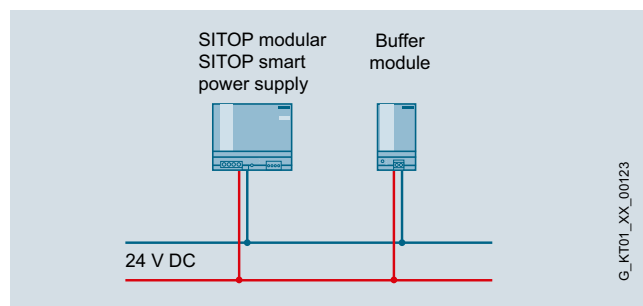 SITOP modular
SITOP smart
power supply
Buffer
module
24 V DC
G_KT01_XX_00123